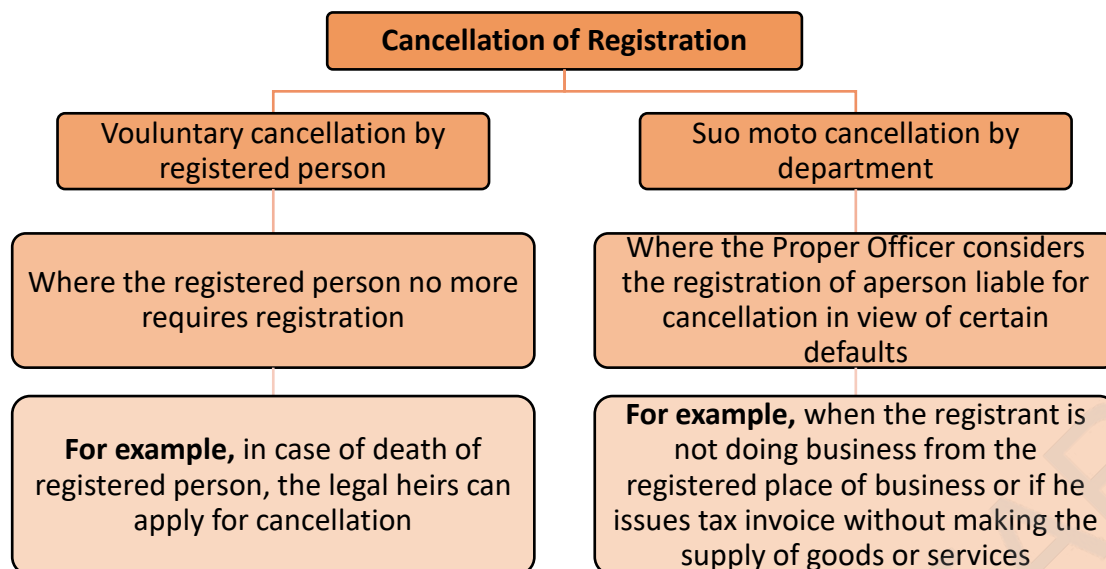 Cancellation of Registration
Vouluntary cancellation by
registered person
Suo moto cancellation by
department
Where the registered person no more
requires registration
Where the Proper Officer considers
the registration of aperson liable for
cancellation in view of certain
defaults
For example, in case of death of
registered person, the legal heirs can
apply for cancellation
For example, when the registrant is
not doing business from the
registered place of business or if he
issues tax invoice without making the
supply of goods or services